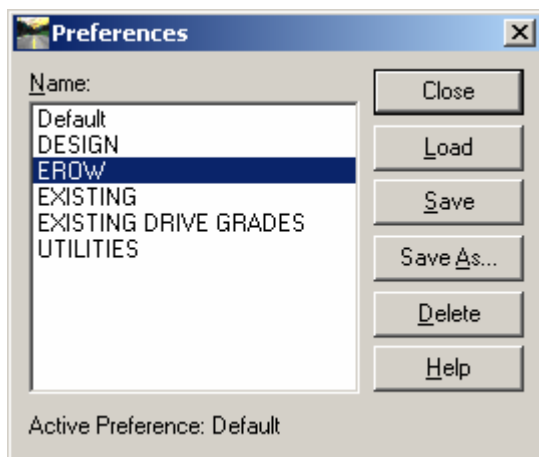 Preferences
Name:
Default
DESIGN
EROW
EXISTING
EXISTING DRIVE GRADES
UTILITIES
Close
Load
Save
Save As...
Delete
Help
Active Preference: Default